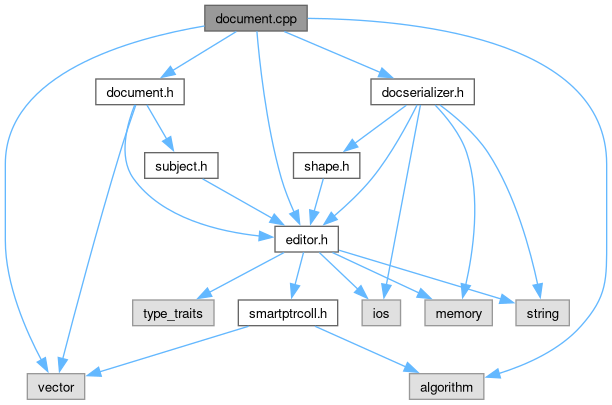 document.cpp
document.h
docserializer.h
subject.h
shape.h
editor.h
type_traits
smartptrcoll.h
ios
memory
string
vector
algorithm